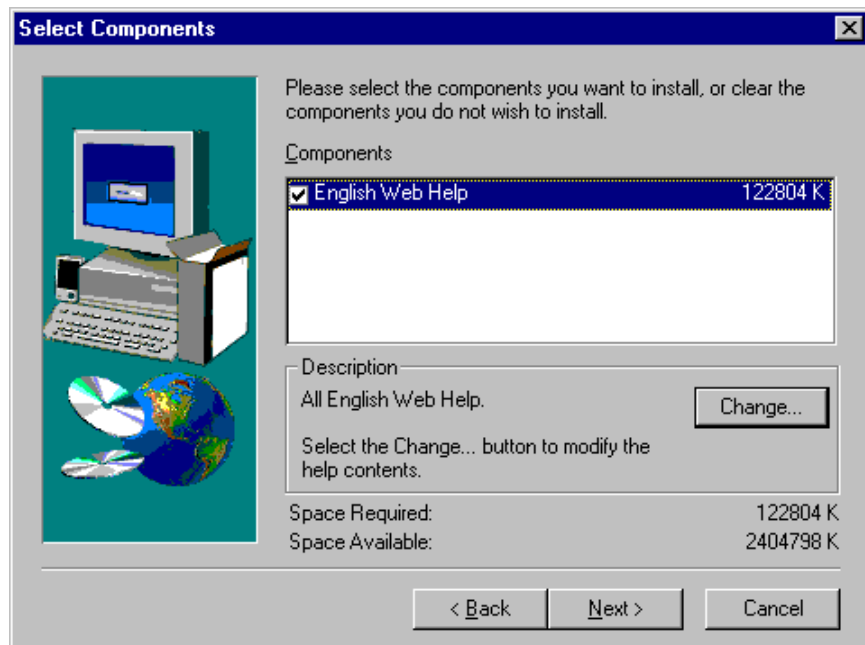 Select Components
Please select the components you want to install, or clear the
components you do not wish to install.
Components
English Web Help 122804 K
Description
All English Web Help.
Change...
Select the Change... button to modify the
help contents.
Space Required: 122804 K
Space Available: 2404798 K
< Back Next > Cancel